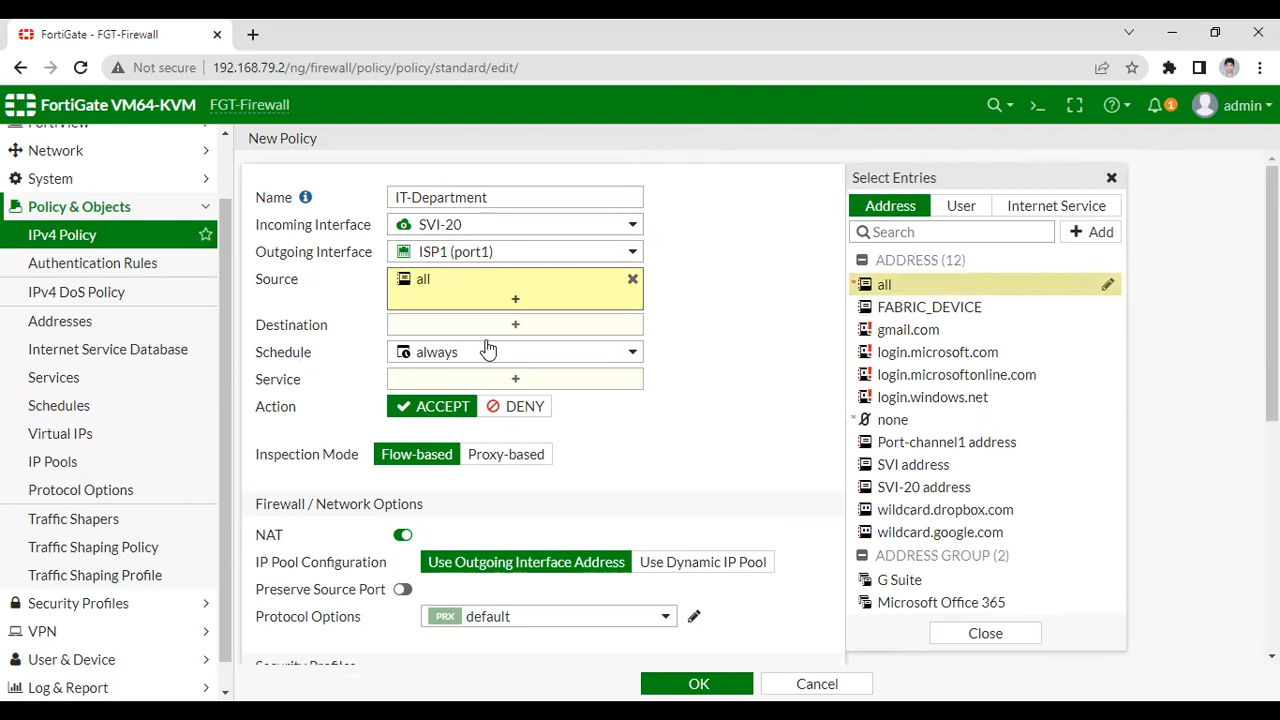 FortiGate - FGT-Firewall
Not secure
192.168.79.2/ng/firewall/policy/policy/standard/edit/
FortiGate VM64-KVM
FGT-Firewall
1
admin
FortiView
Network
System
Policy & Objects
IPv4 Policy
Authentication Rules
IPv4 DoS Policy
Addresses
Internet Service Database
Services
Schedules
Virtual IPs
IP Pools
Protocol Options
Traffic Shapers
Traffic Shaping Policy
Traffic Shaping Profile
Security Profiles
VPN
User & Device
Log & Report
New Policy
Name IT-Department
Incoming Interface SVI-20
Outgoing Interface ISP1 (port1)
Source all
+
Destination +
Schedule always
Service +
Action ACCEPT DENY
Inspection Mode Flow-based Proxy-based
Firewall / Network Options
NAT
IP Pool Configuration Use Outgoing Interface Address Use Dynamic IP Pool
Preserve Source Port
Protocol Options PRX default
Security Profiles
OK Cancel
Select Entries
Address User Internet Service
Search + Add
ADDRESS (12)
all
FABRIC_DEVICE
gmail.com
login.microsoft.com
login.microsoftonline.com
login.windows.net
none
Port-channel1 address
SVI address
SVI-20 address
wildcard.dropbox.com
wildcard.google.com
ADDRESS GROUP (2)
G Suite
Microsoft Office 365
Close